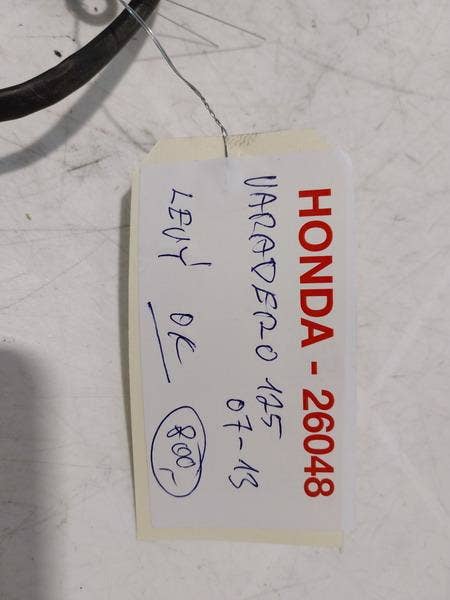 HONDA - 26048
VARADERO 125
07-13
LEVÝ OK
800,-